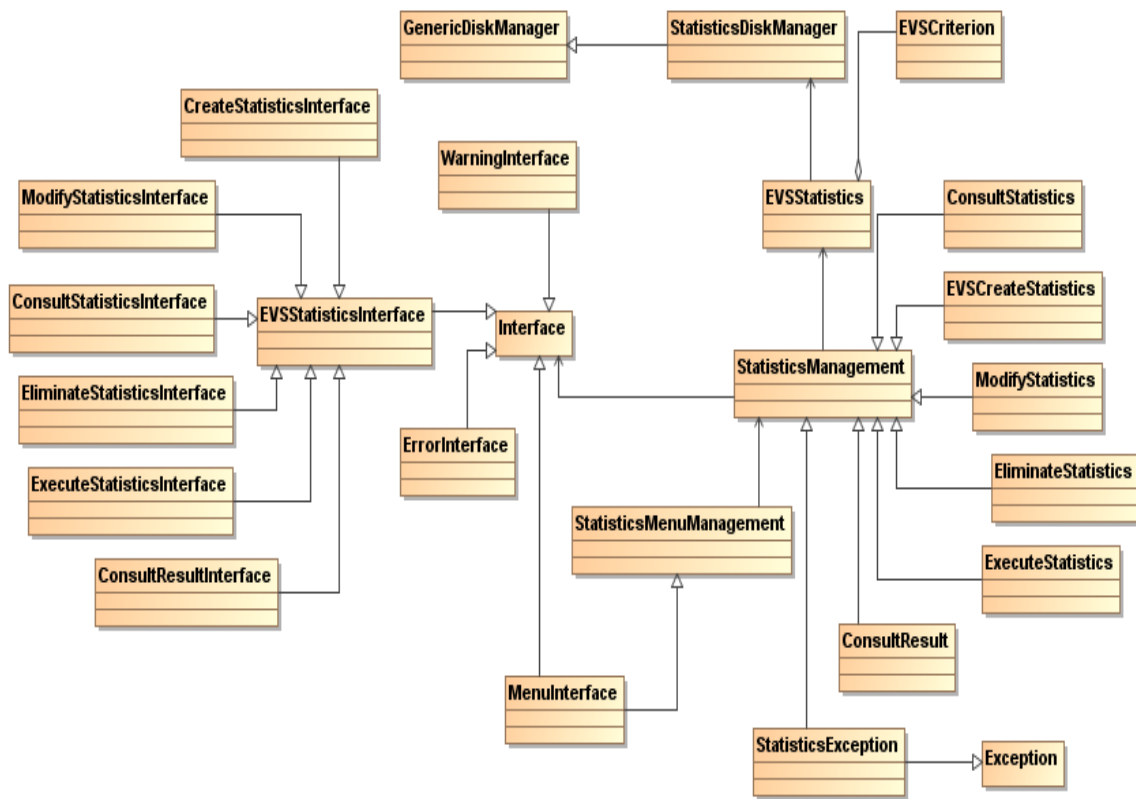 GenericDiskManager
StatisticsDiskManager
EVSCriterion
CreateStatisticsInterface
WarningInterface
ModifyStatisticsInterface
EVSStatistics
ConsultStatistics
ConsultStatisticsInterface
EVSStatisticsInterface
Interface
EVSCreateStatistics
StatisticsManagement
ModifyStatistics
EliminateStatisticsInterface
ErrorInterface
EliminateStatistics
ExecuteStatisticsInterface
StatisticsMenuManagement
ExecuteStatistics
ConsultResultInterface
ConsultResult
MenuInterface
StatisticsException
Exception